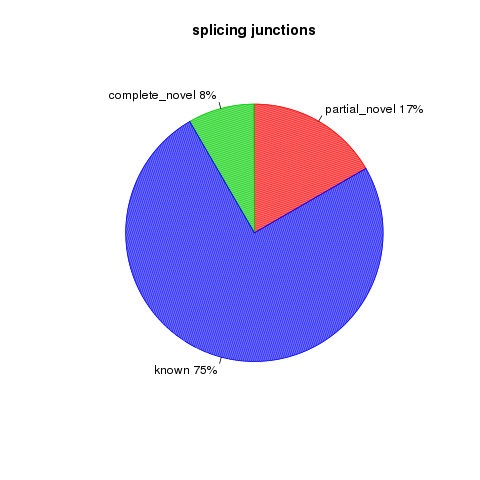 splicing junctions
complete_novel 8%
partial_novel 17%
known 75%